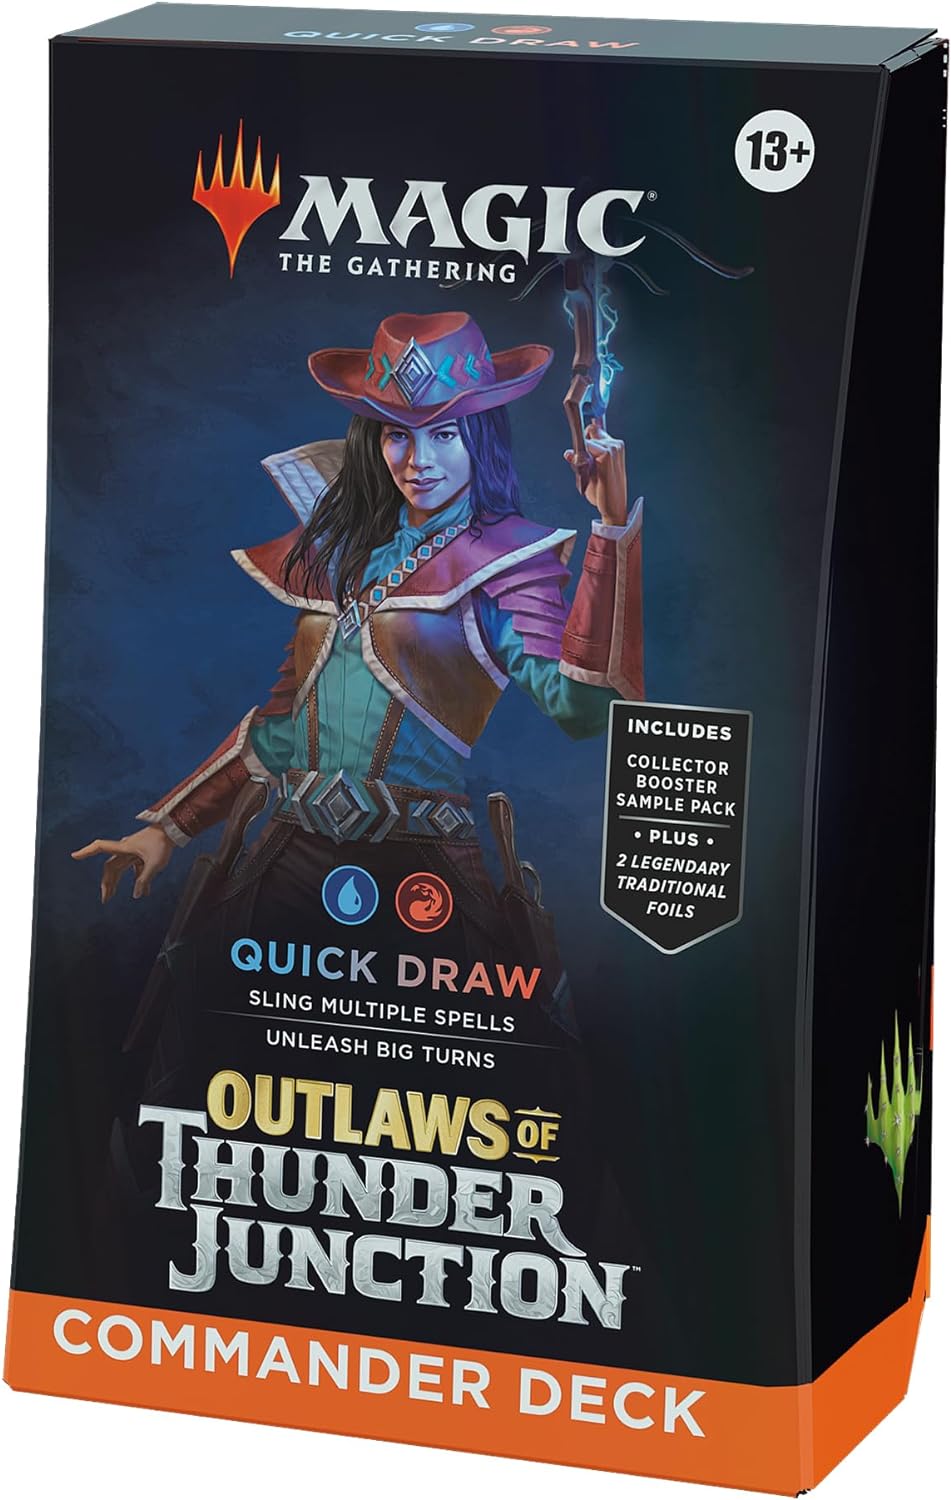 QUICK DRAW
13+
MAGIC®
THE GATHERING
INCLUDES
COLLECTOR
BOOSTER
SAMPLE PACK
• PLUS •
2 LEGENDARY
TRADITIONAL
FOILS
QUICK DRAW
SLING MULTIPLE SPELLS
UNLEASH BIG TURNS
OUTLAWS OF
THUNDER
JUNCTION™
COMMANDER DECK